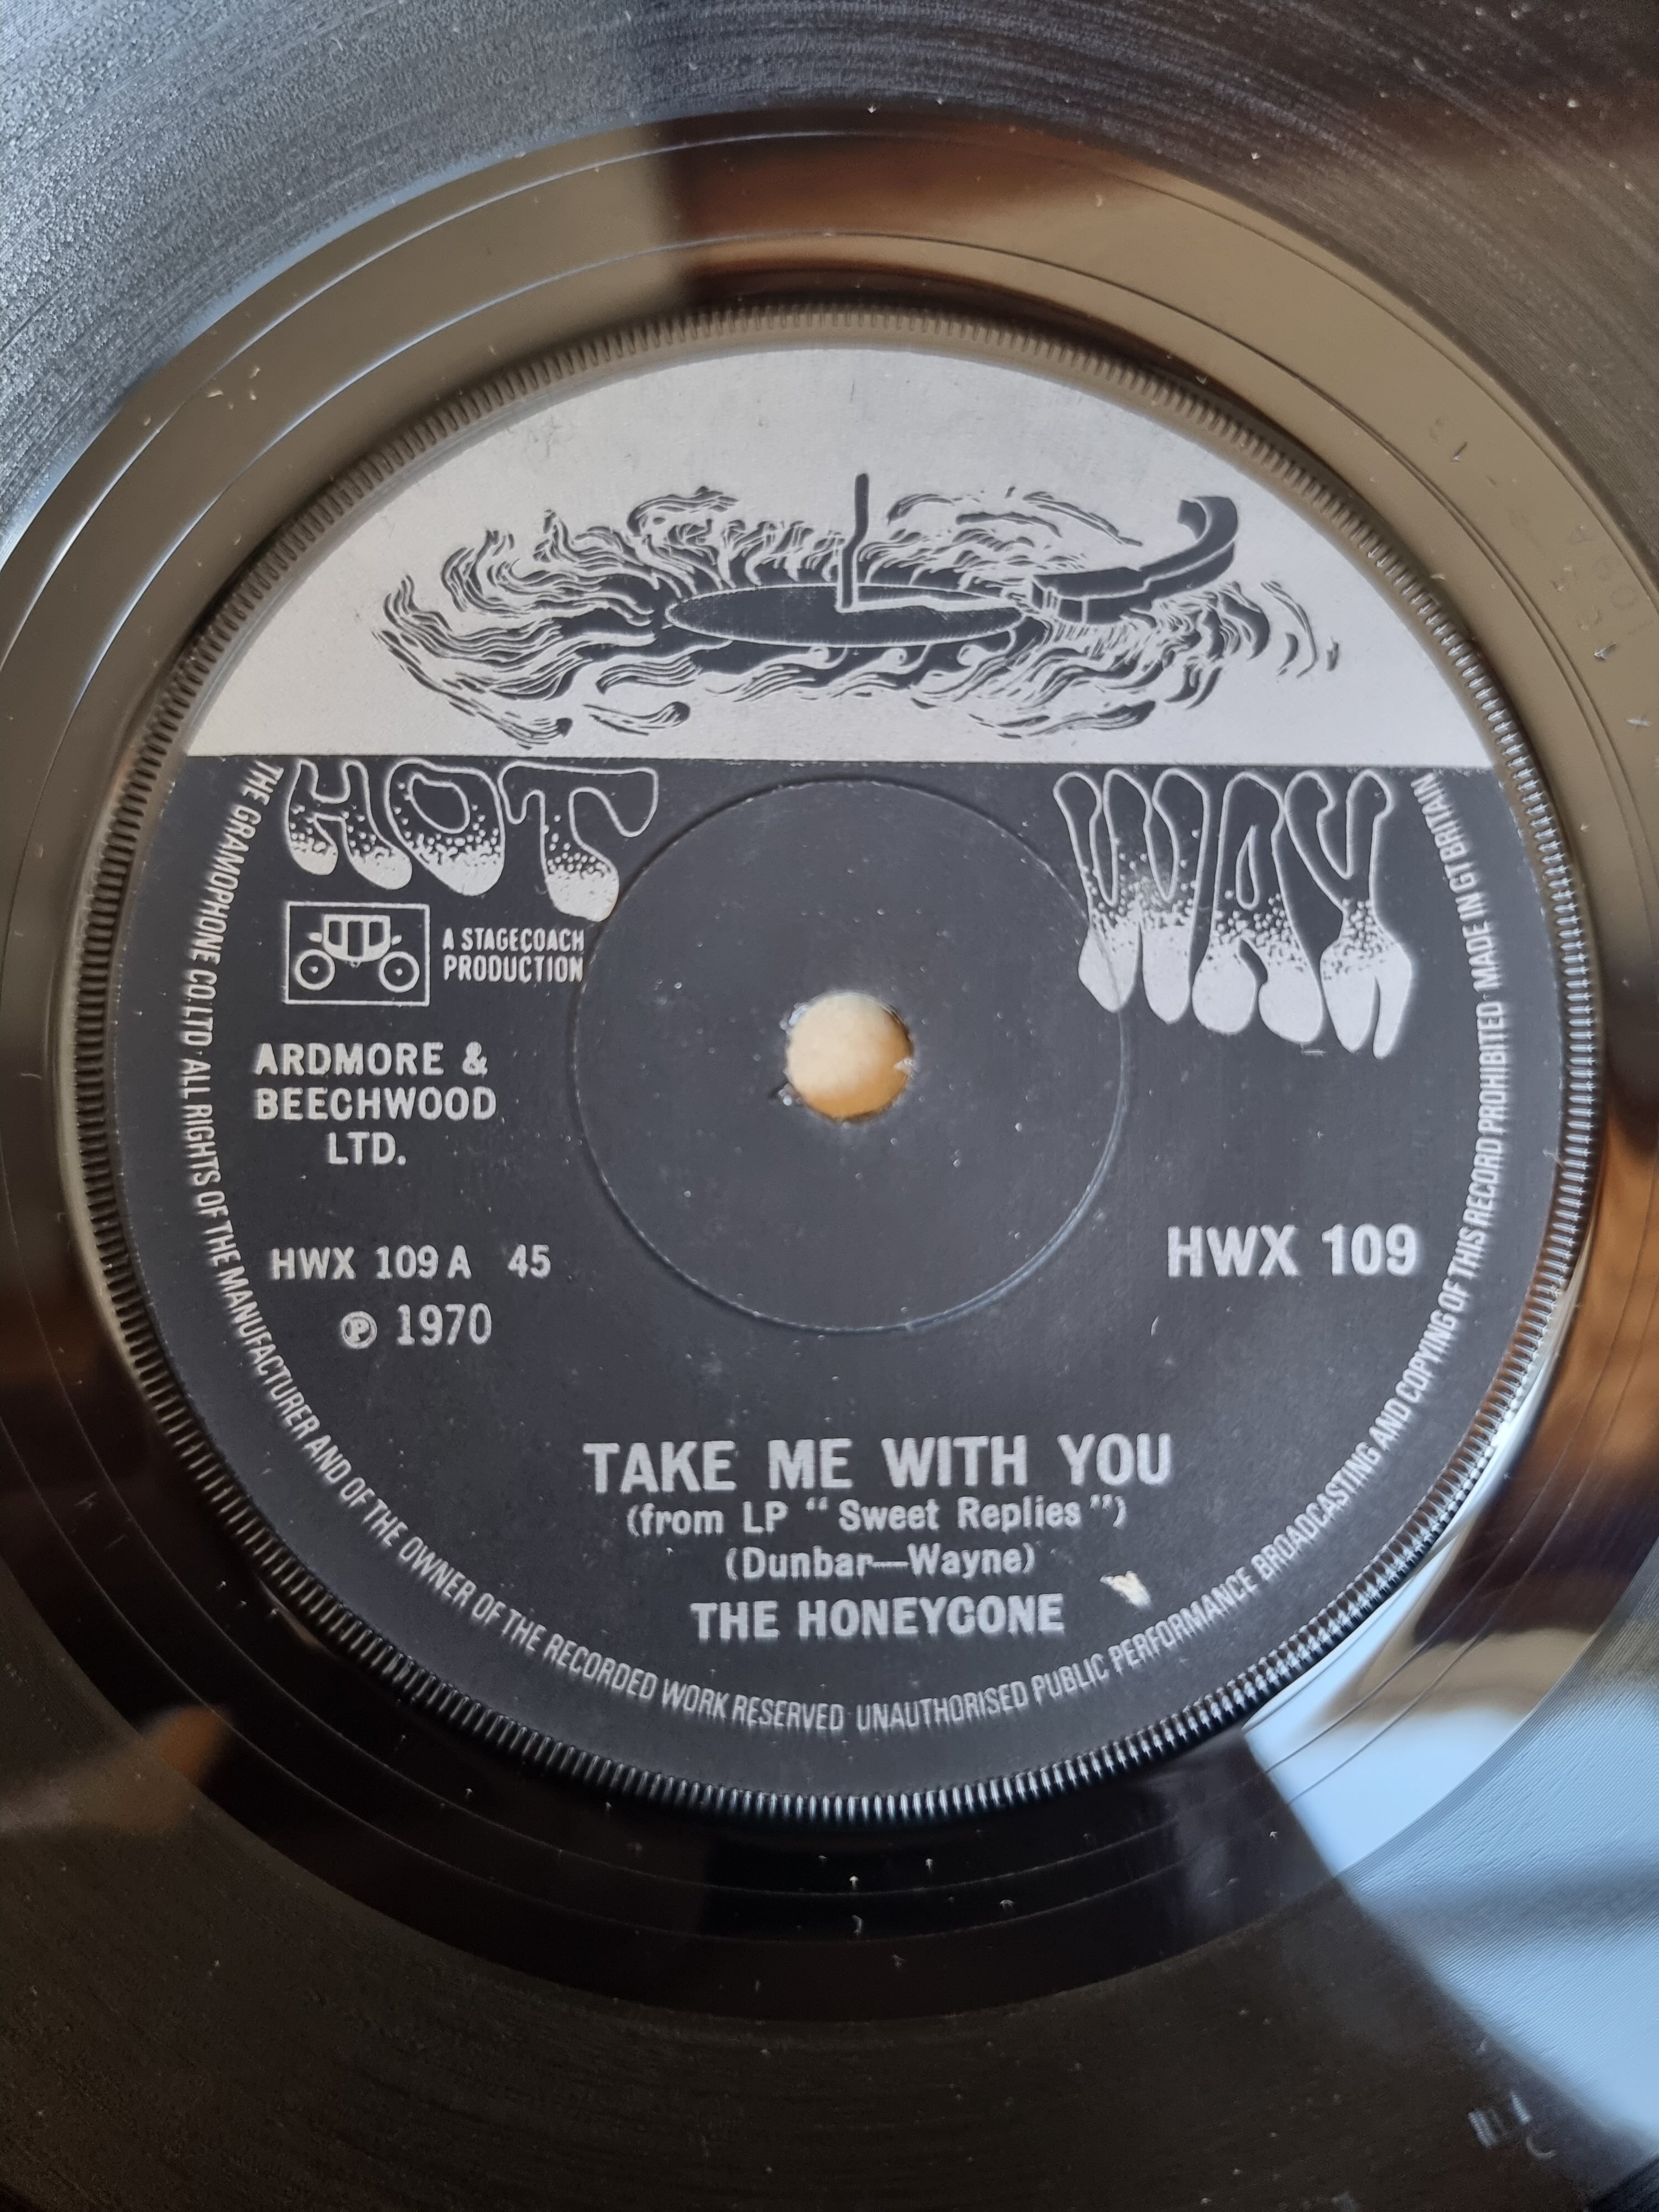 HOT WAX
A STAGECOACH
PRODUCTION
ARDMORE &
BEECHWOOD
LTD.
HWX 109 A 45
℗ 1970
HWX 109
TAKE ME WITH YOU
(from LP “Sweet Replies”)
(Dunbar—Wayne)
THE HONEYCONE
THE GRAMOPHONE CO.LTD · ALL RIGHTS OF THE MANUFACTURER AND OF THE OWNER OF THE RECORDED WORK RESERVED · UNAUTHORISED PUBLIC PERFORMANCE BROADCASTING AND COPYING OF THIS RECORD PROHIBITED · MADE IN GT BRITAIN